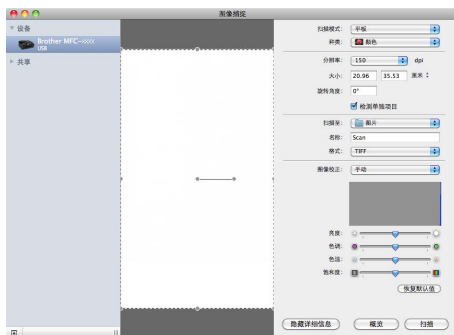 图像捕捉
设备
Brother MFC-xxxx
USB
共享
扫描模式: 平板
种类: 颜色
分辨率: 150 dpi
大小: 20.96 35.53 厘米
旋转角度: 0°
检测单独项目
扫描至: 图片
名称: Scan
格式: TIFF
图像校正: 手动
亮度:
色调:
色温:
饱和度:
恢复默认值
隐藏详细信息 概览 扫描